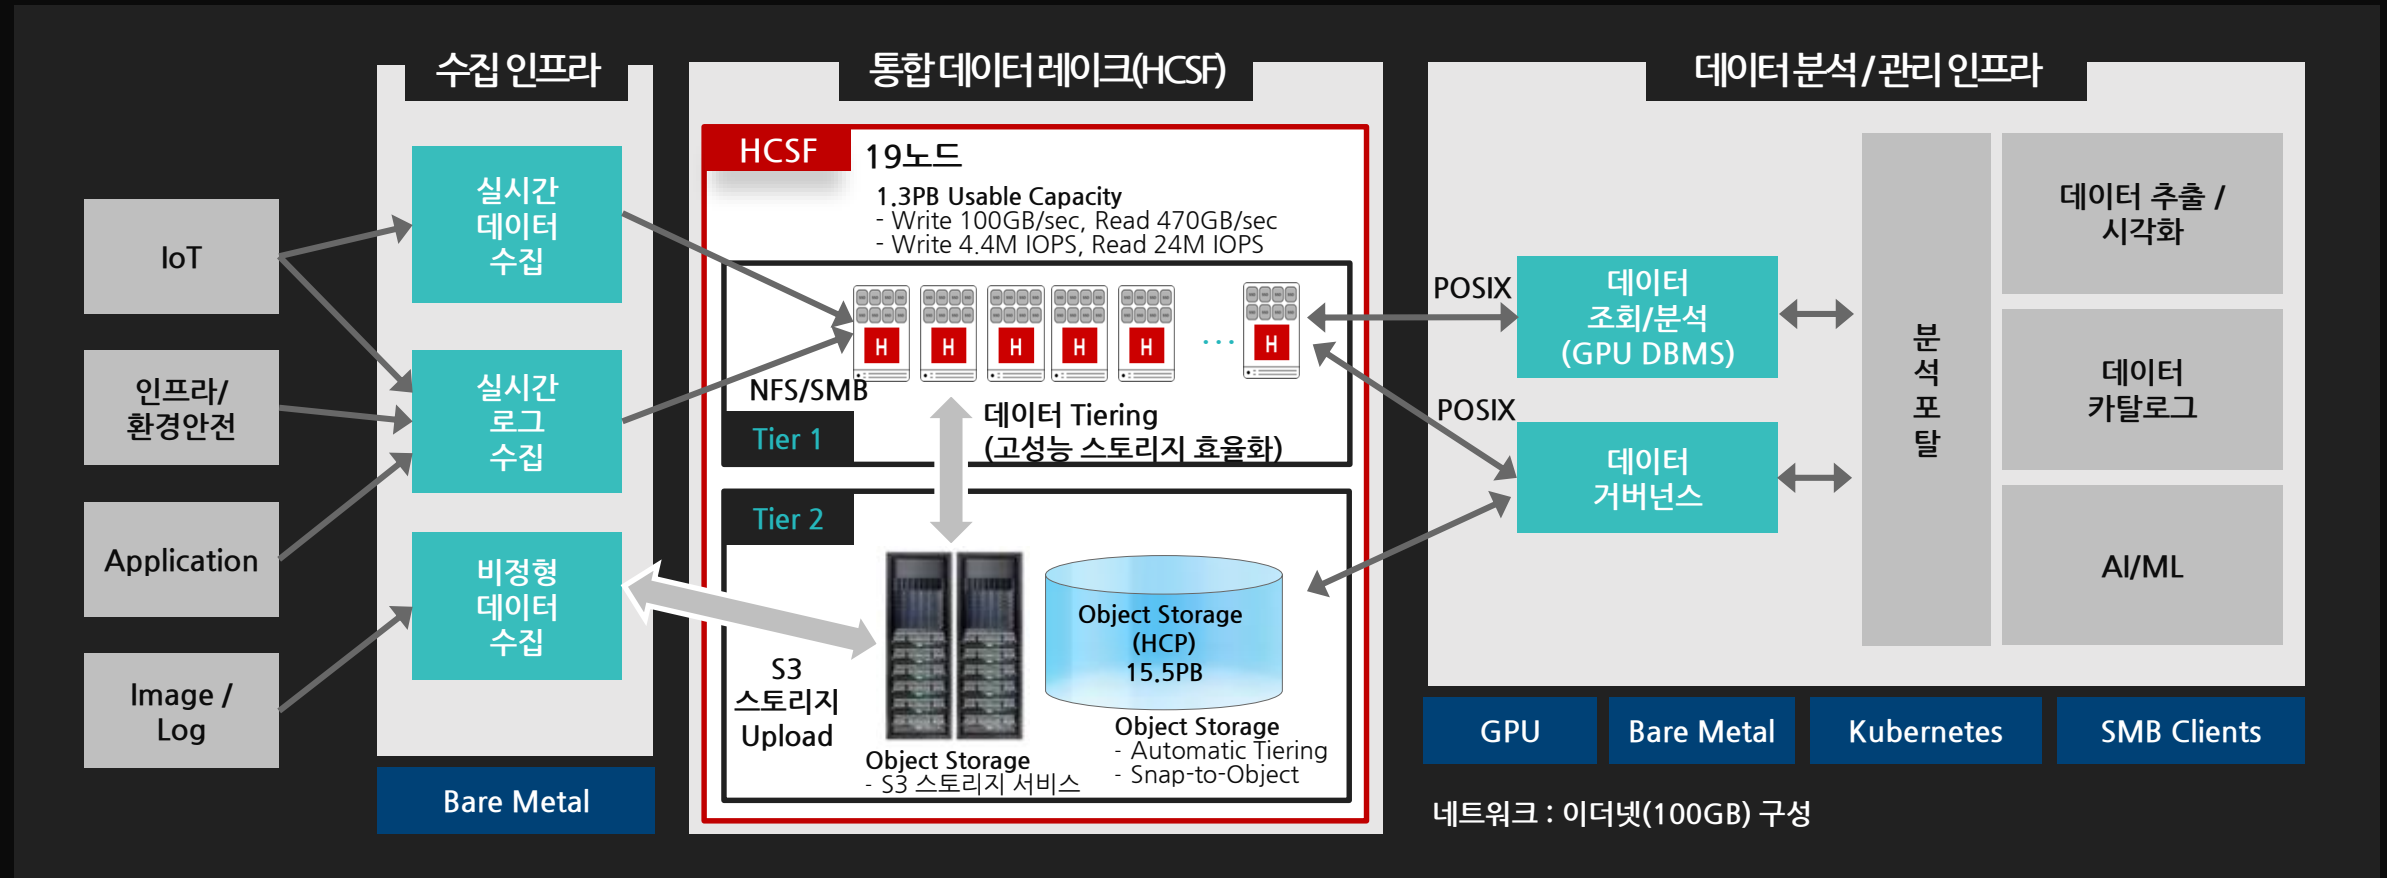 수집 인프라
통합 데이터 레이크(HCSF)
데이터 분석 / 관리 인프라
IoT
인프라/
환경안전
Application
Image /
Log
실시간
데이터
수집
실시간
로그
수집
비정형
데이터
수집
Bare Metal
HCSF
19노드
1.3PB Usable Capacity
- Write 100GB/sec, Read 470GB/sec
- Write 4.4M IOPS, Read 24M IOPS
H
H
H
H
H
...
H
NFS/SMB
Tier 1
데이터 Tiering
(고성능 스토리지 효율화)
Tier 2
S3
스토리지
Upload
Object Storage
- S3 스토리지 서비스
Object Storage
(HCP)
15.5PB
Object Storage
- Automatic Tiering
- Snap-to-Object
POSIX
POSIX
데이터
조회/분석
(GPU DBMS)
데이터
거버넌스
분
석
포
탈
데이터 추출 /
시각화
데이터
카탈로그
AI/ML
GPU
Bare Metal
Kubernetes
SMB Clients
네트워크 : 이더넷(100GB) 구성